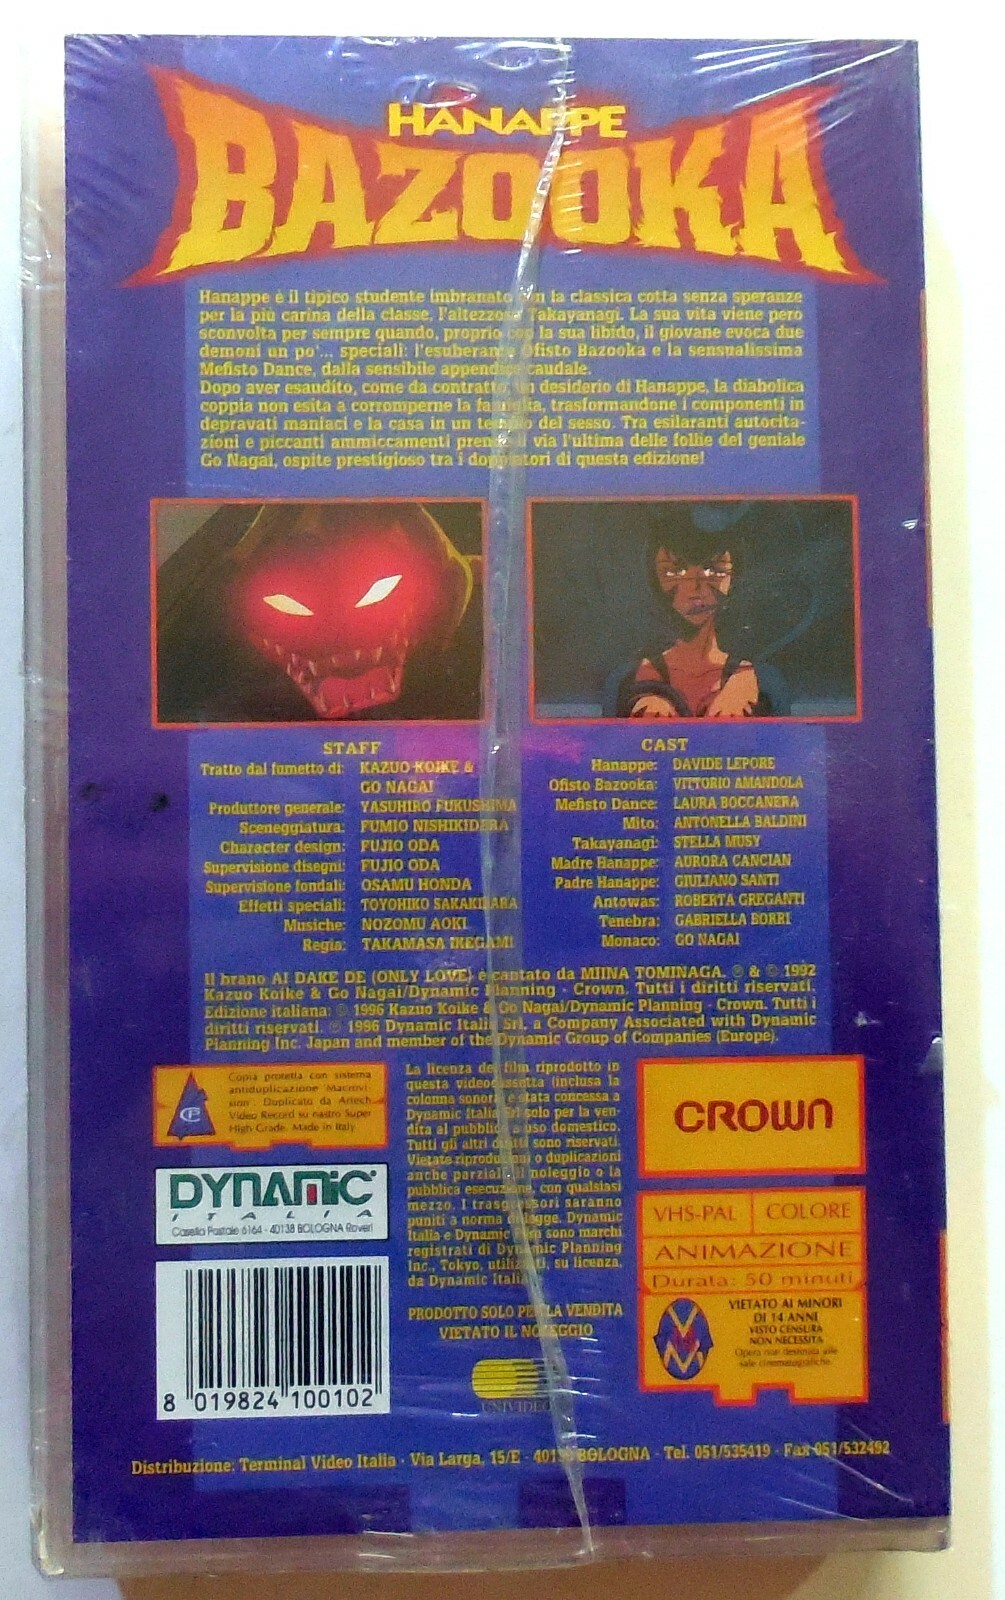 HANAPPE
BAZOOKA
Hanappe è il tipico studente imbranato con la classica cotta senza speranze
per la più carina della classe, l'altezzosa Takayanagi. La sua vita viene però
sconvolta per sempre quando, proprio con la sua libido, il giovane evoca due
demoni un po'... speciali: l'esuberante Ofisto Bazooka e la sensualissima
Mefisto Dance, dalla sensibile appendice caudale.
Dopo aver esaudito, come da contratto, un desiderio di Hanappe, la diabolica
coppia non esita a corromperne la famiglia, trasformandone i componenti in
depravati maniaci e la casa in un tempio del sesso. Tra esilaranti autocita-
zioni e piccanti ammiccamenti prende il via l'ultima delle follie del geniale
Go Nagai, ospite prestigioso tra i doppiatori di questa edizione!
STAFF
Tratto dal fumetto di: KAZUO KOIKE &
GO NAGAI
Produttore generale: YASUHIRO FUKUSHIMA
Sceneggiatura: FUMIO NISHIKIDERA
Character design: FUJIO ODA
Supervisione disegni: FUJIO ODA
Supervisione fondali: OSAMU HONDA
Effetti speciali: TOYOHIKO SAKAKIBARA
Musiche: NOZOMU AOKI
Regia: TAKAMASA IKEGAMI
CAST
Hanappe: DAVIDE LEPORE
Ofisto Bazooka: VITTORIO AMANDOLA
Mefisto Dance: LAURA BOCCANERA
Mito: ANTONELLA BALDINI
Takayanagi: STELLA MUSY
Madre Hanappe: AURORA CANCIAN
Padre Hanappe: GIULIANO SANTI
Antowas: ROBERTA GREGANTI
Tenebra: GABRIELLA BORRI
Monaco: GO NAGAI
Il brano AI DAKE DE (ONLY LOVE) è cantato da MIINA TOMINAGA. ℗ & © 1992
Kazuo Koike & Go Nagai/Dynamic Planning - Crown. Tutti i diritti riservati.
Edizione italiana: © 1996 Kazuo Koike & Go Nagai/Dynamic Planning - Crown. Tutti i
diritti riservati. ℗ 1996 Dynamic Italia Srl, a Company Associated with Dynamic
Planning Inc. Japan and member of the Dynamic Group of Companies (Europe).
Copia protetta con sistema
antiduplicazione "Macrovi-
sion". Duplicato da Artech
Video Record su nastro Super
High Grade. Made in Italy
DYNAMIC
ITALIA
Casella Postale 6164 - 40138 BOLOGNA Roveri
8 019824 100102
La licenza del film riprodotto in
questa videocassetta (inclusa la
colonna sonora) è stata concessa a
Dynamic Italia Srl solo per la ven-
dita al pubblico e uso domestico.
Tutti gli altri diritti sono riservati.
Vietate riproduzioni o duplicazioni
anche parziali, il noleggio o la
pubblica esecuzione, con qualsiasi
mezzo. I trasgressori saranno
puniti a norma di legge. Dynamic
Italia e Dynamic sono marchi
registrati di Dynamic Planning
Inc., Tokyo, utilizzati, su licenza,
da Dynamic Italia
PRODOTTO SOLO PER LA VENDITA
VIETATO IL NOLEGGIO
UNIVIDEO
CROWN
VHS-PAL COLORE
ANIMAZIONE
Durata: 50 minuti
VM
VIETATO AI MINORI
DI 14 ANNI
VISTO CENSURA
NON NECESSITA
Opera non destinata alle
sale cinematografiche
Distribuzione: Terminal Video Italia - Via Larga, 15/E - 40138 BOLOGNA - Tel. 051/535419 - Fax 051/532492